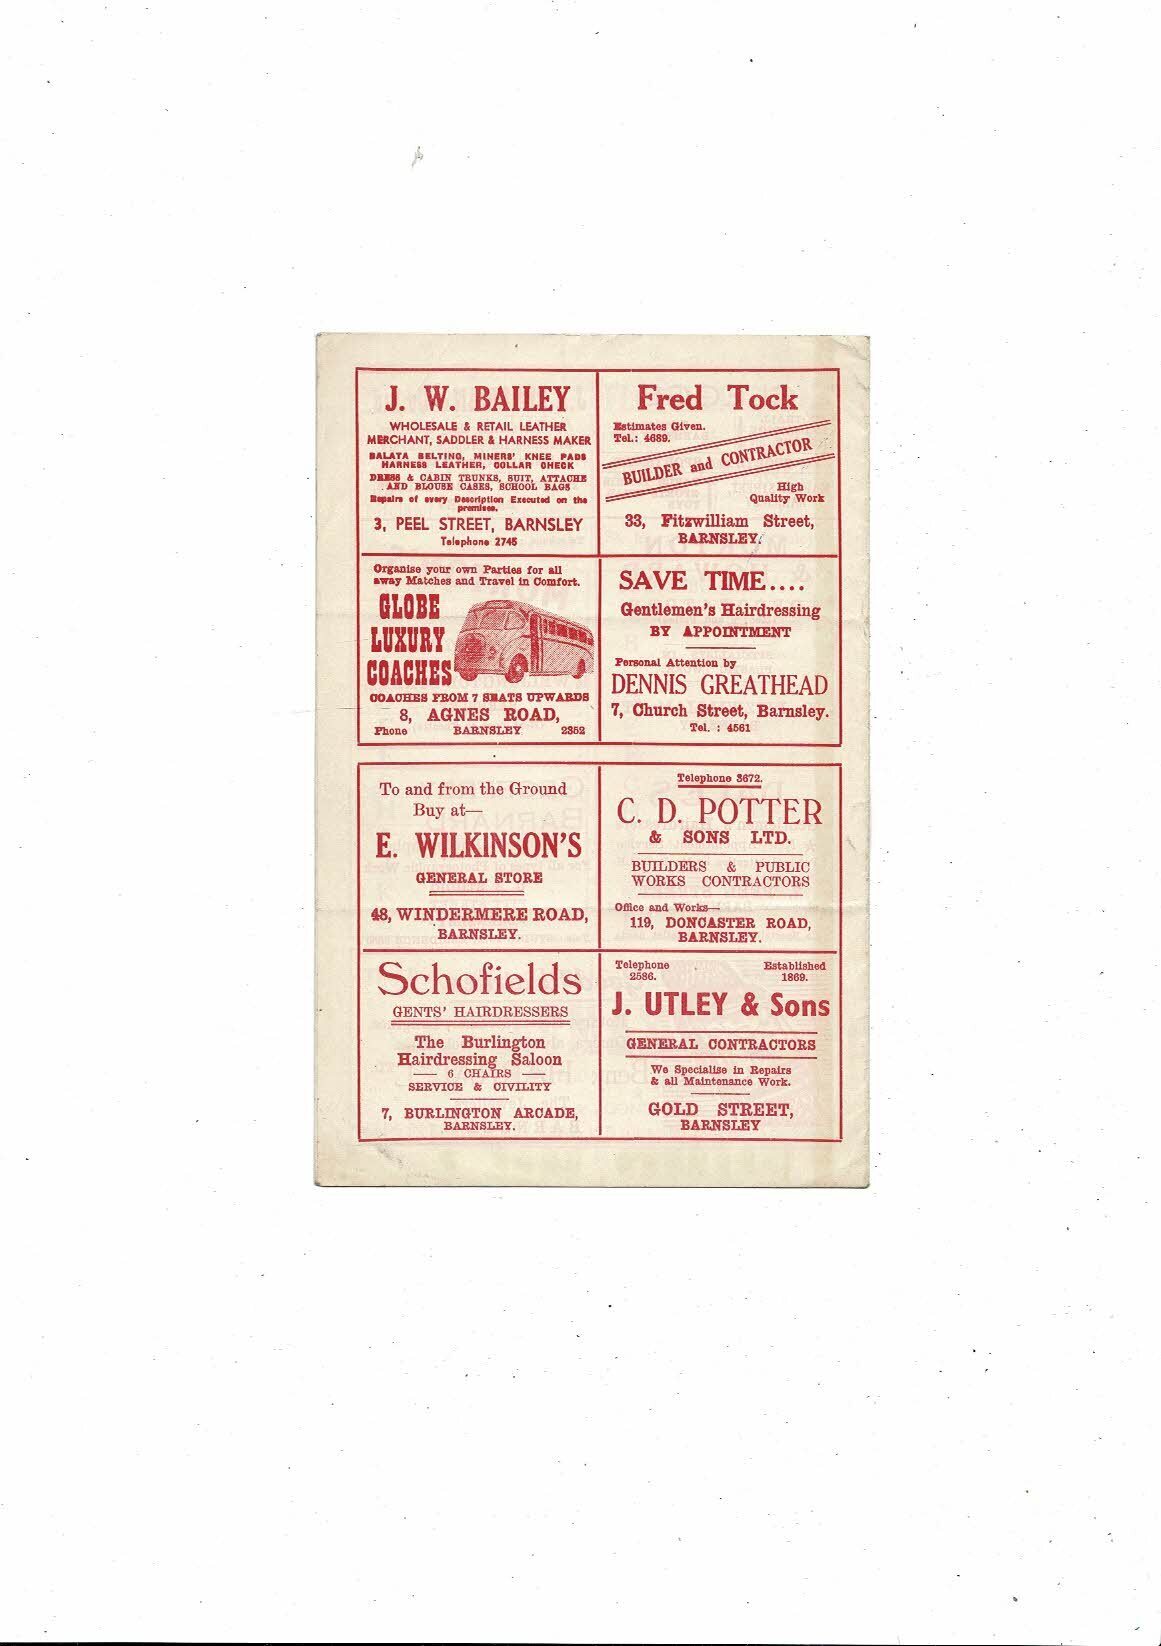 J. W. BAILEY
WHOLESALE & RETAIL LEATHER
MERCHANT, SADDLER & HARNESS MAKER
BALATA BELTING, MINERS' KNEE PADS
HARNESS LEATHER, COLLAR CHECK
DRESS & CABIN TRUNKS, SUIT, ATTACHE
AND BLOUSE CASES, SCHOOL BAGS
Repairs of every Description Executed on the
premises.
3, PEEL STREET, BARNSLEY
Telephone 2745
Fred Tock
Estimates Given.
Tel.: 4689.
BUILDER and CONTRACTOR
High
Quality Work
33, Fitzwilliam Street,
BARNSLEY.
Organise your own Parties for all
away Matches and Travel in Comfort.
GLOBE
LUXURY
COACHES
COACHES FROM 7 SEATS UPWARDS
8, AGNES ROAD,
Phone BARNSLEY 2352
SAVE TIME....
Gentlemen's Hairdressing
BY APPOINTMENT
Personal Attention by
DENNIS GREATHEAD
7, Church Street, Barnsley.
Tel. : 4561
To and from the Ground
Buy at—
E. WILKINSON'S
GENERAL STORE
48, WINDERMERE ROAD,
BARNSLEY.
Telephone 3672.
C. D. POTTER
& SONS LTD.
BUILDERS & PUBLIC
WORKS CONTRACTORS
Office and Works—
119, DONCASTER ROAD,
BARNSLEY.
Schofields
GENTS' HAIRDRESSERS
The Burlington
Hairdressing Saloon
— 6 CHAIRS —
SERVICE & CIVILITY
7, BURLINGTON ARCADE,
BARNSLEY.
Telephone Established
2586. 1869.
J. UTLEY & Sons
GENERAL CONTRACTORS
We Specialise in Repairs
& all Maintenance Work.
GOLD STREET,
BARNSLEY